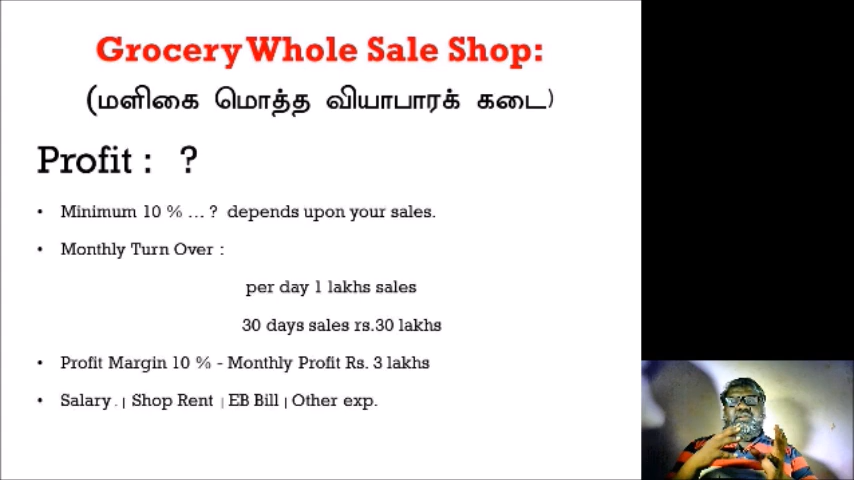 Grocery Whole Sale Shop:
(மளிகை மொத்த வியாபாரக் கடை)
Profit : ?
• Minimum 10 % ... ? depends upon your sales.
• Monthly Turn Over :
per day 1 lakhs sales
30 days sales rs.30 lakhs
• Profit Margin 10 % - Monthly Profit Rs. 3 lakhs
• Salary . | Shop Rent | EB Bill | Other exp.